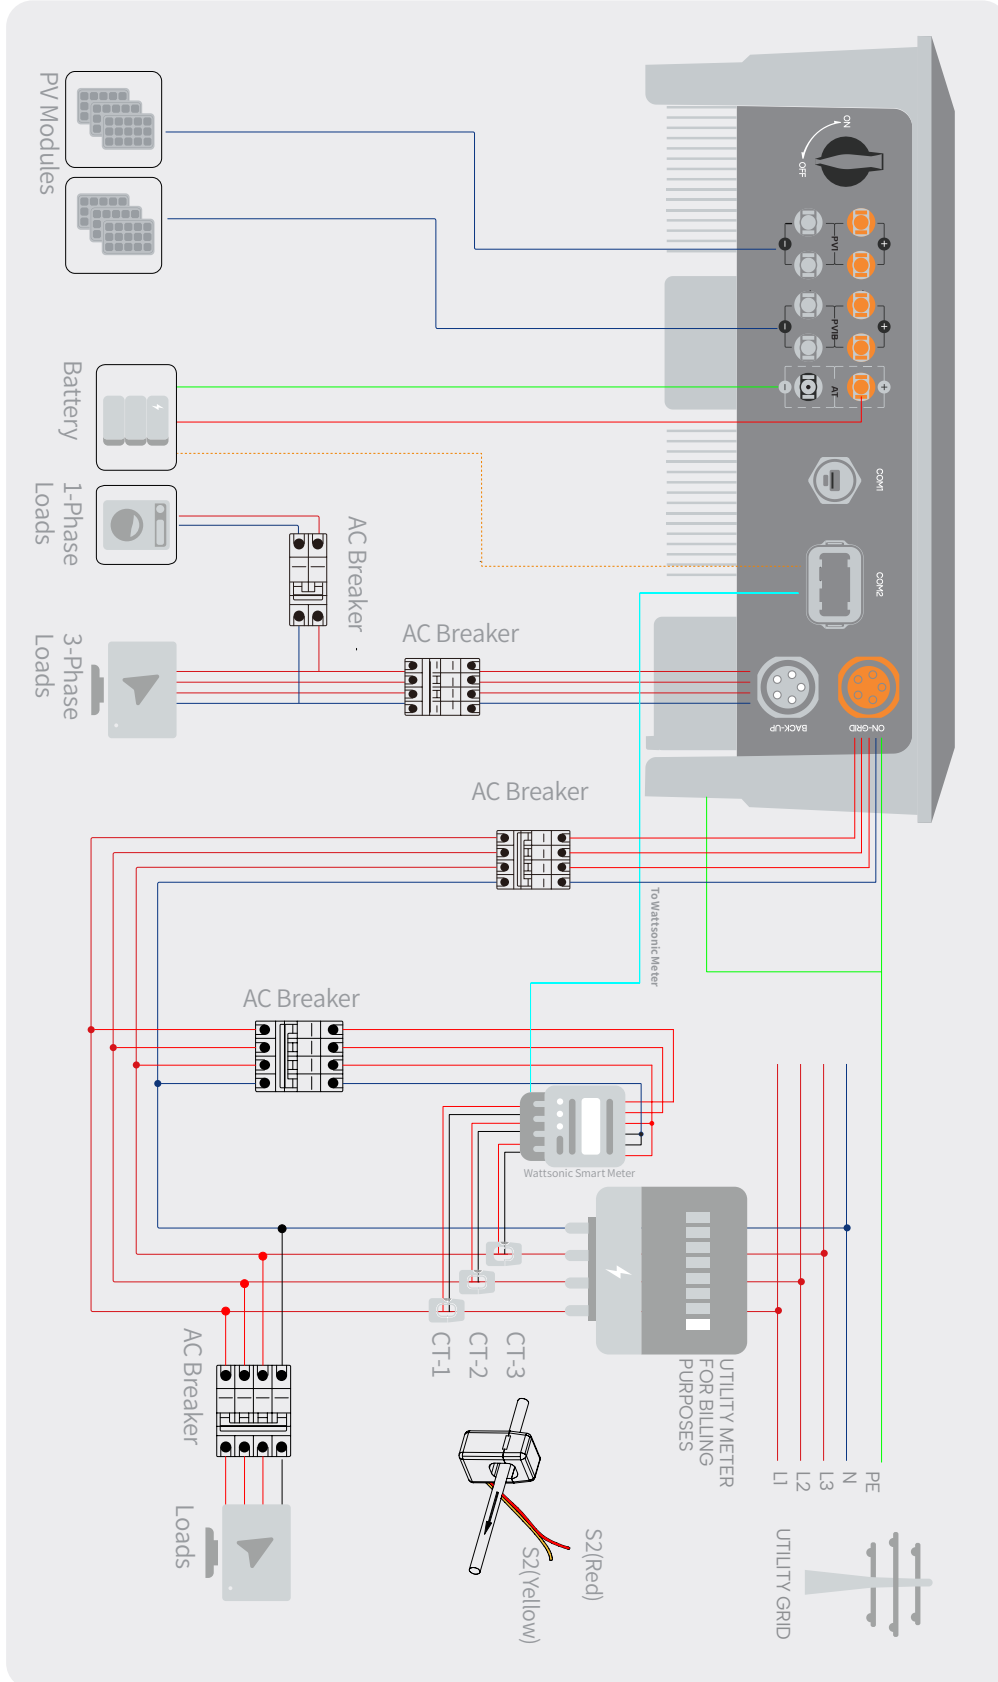 PV Modules
ON
OFF
PV1
+
-
PV1B
+
-
AT
+
-
Battery
COM1
1-Phase
Loads
AC Breaker
COM2
3-Phase
Loads
AC Breaker
BACK-UP
ON-GRID
AC Breaker
To Wattsonic Meter
AC Breaker
Wattsonic Smart Meter
CT-1
CT-2
CT-3
UTILITY METER
FOR BILLING
PURPOSES
AC Breaker
Loads
S2(Red)
S2(Yellow)
L1
L2
L3
N
PE
UTILITY GRID